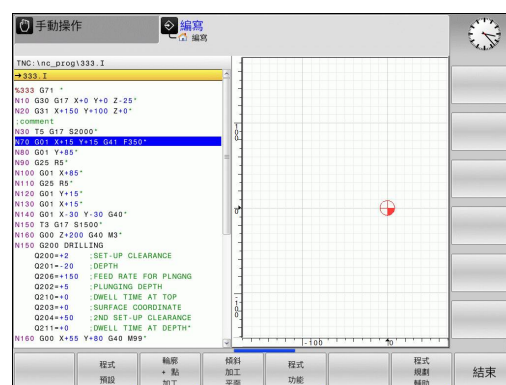 手動操作
編寫
編寫
TNC:\nc_prog\333.I
→333.I
%333 G71 *
N10 G30 G17 X+0 Y+0 Z-25*
N20 G31 X+150 Y+100 Z+0*
;comment
N30 T5 G17 S2000*
N70 G01 X+15 Y+15 G41 F350*
N80 G01 Y+85*
N90 G25 R5*
N100 G01 X+85*
N110 G25 R5*
N120 G01 Y+15*
N130 G01 X+15*
N140 G01 X-30 Y-30 G40*
N150 T3 G17 S1500*
N160 G00 Z+200 G40 M3*
N150 G200 DRILLING
Q200=+2 ;SET-UP CLEARANCE
Q201=-20 ;DEPTH
Q206=+150 ;FEED RATE FOR PLNGNG
Q202=+5 ;PLUNGING DEPTH
Q210=+0 ;DWELL TIME AT TOP
Q203=+0 ;SURFACE COORDINATE
Q204=+50 ;2ND SET-UP CLEARANCE
Q211=+0 ;DWELL TIME AT DEPTH*
N160 G00 X+55 Y+80 G40 M99*
100
0
-100
-100
0
程式
預設
輪廓
+ 點
加工
傾斜
加工
平面
程式
功能
程式
規劃
輔助
結束